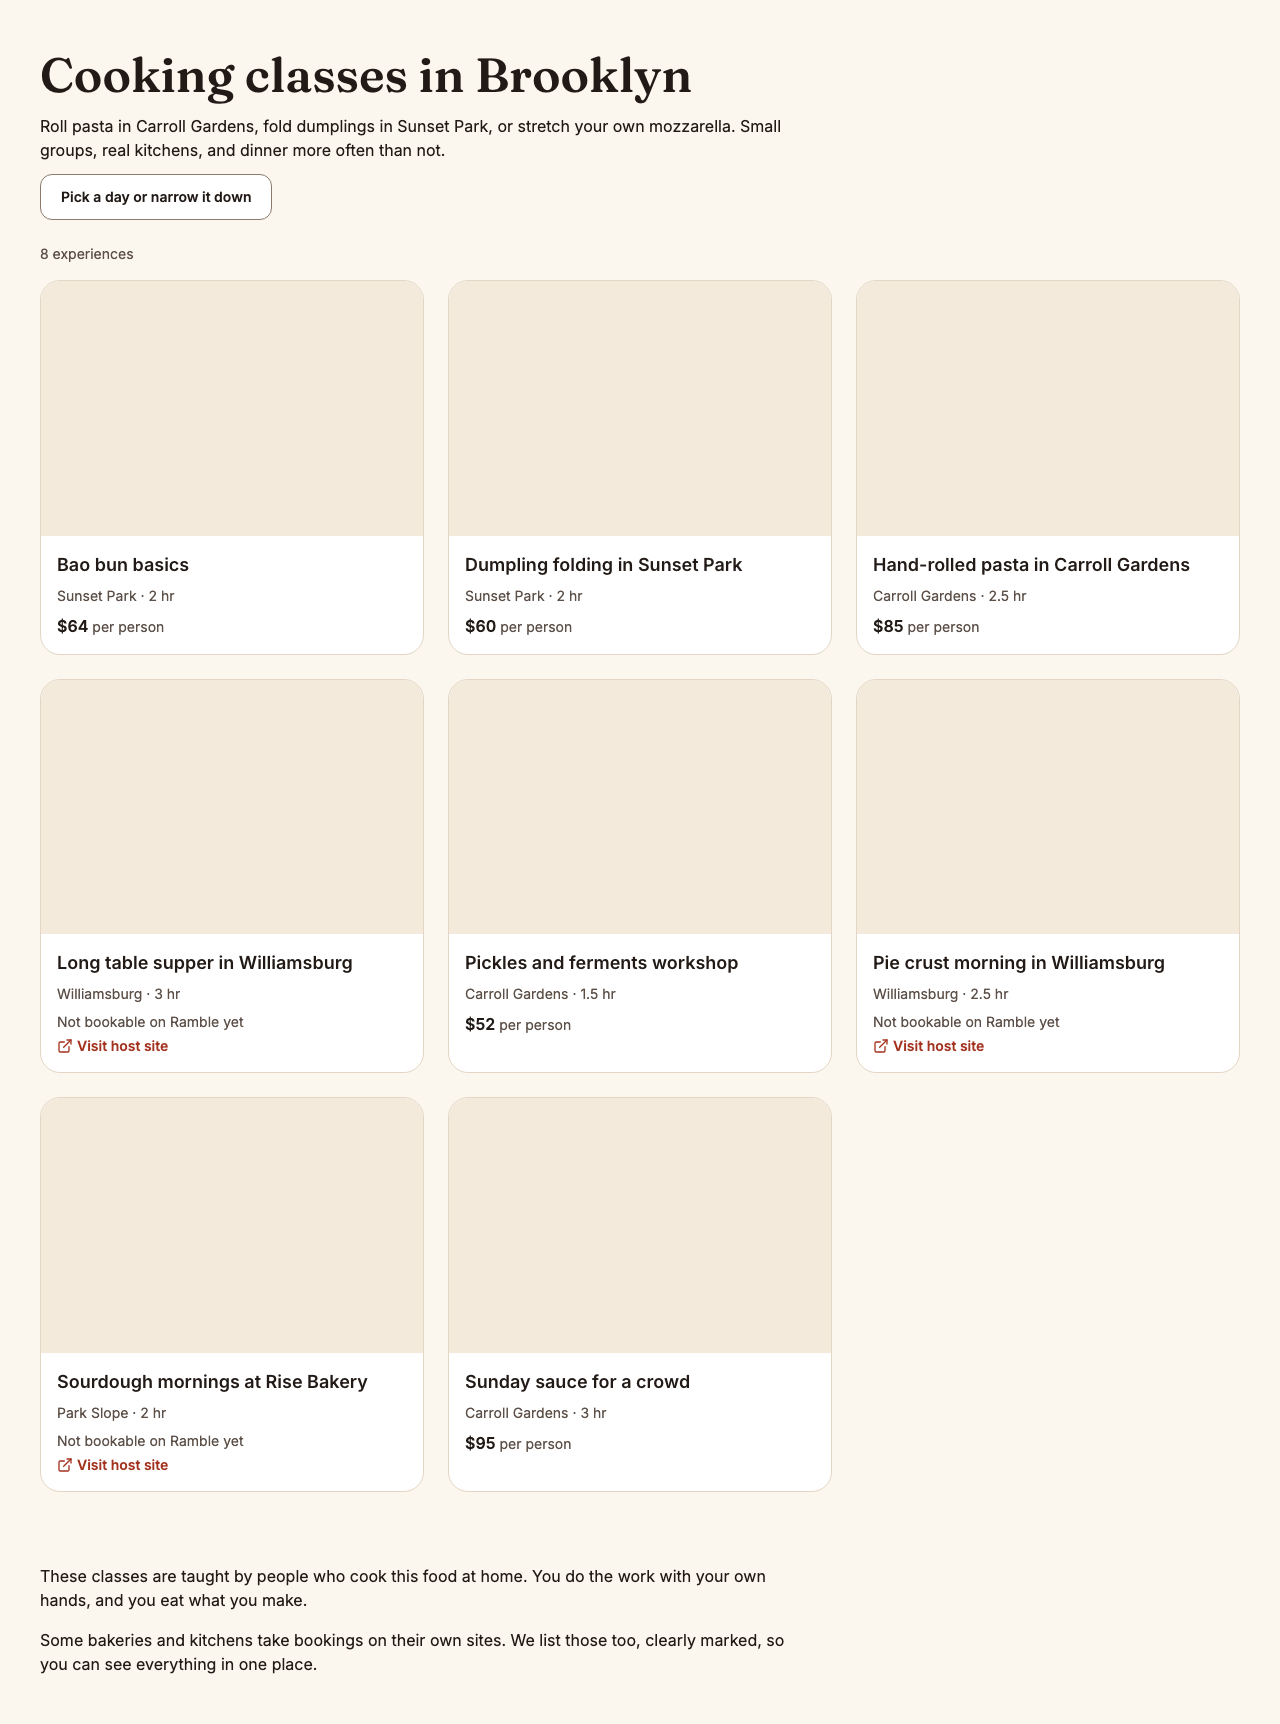 Cooking classes in Brooklyn
Roll pasta in Carroll Gardens, fold dumplings in Sunset Park, or stretch your own mozzarella. Small
groups, real kitchens, and dinner more often than not.
Pick a day or narrow it down
8 experiences
Bao bun basics
Sunset Park · 2 hr
$64 per person
Dumpling folding in Sunset Park
Sunset Park · 2 hr
$60 per person
Hand-rolled pasta in Carroll Gardens
Carroll Gardens · 2.5 hr
$85 per person
Long table supper in Williamsburg
Williamsburg · 3 hr
Not bookable on Ramble yet
Visit host site
Pickles and ferments workshop
Carroll Gardens · 1.5 hr
$52 per person
Pie crust morning in Williamsburg
Williamsburg · 2.5 hr
Not bookable on Ramble yet
Visit host site
Sourdough mornings at Rise Bakery
Park Slope · 2 hr
Not bookable on Ramble yet
Visit host site
Sunday sauce for a crowd
Carroll Gardens · 3 hr
$95 per person
These classes are taught by people who cook this food at home. You do the work with your own
hands, and you eat what you make.
Some bakeries and kitchens take bookings on their own sites. We list those too, clearly marked, so
you can see everything in one place.